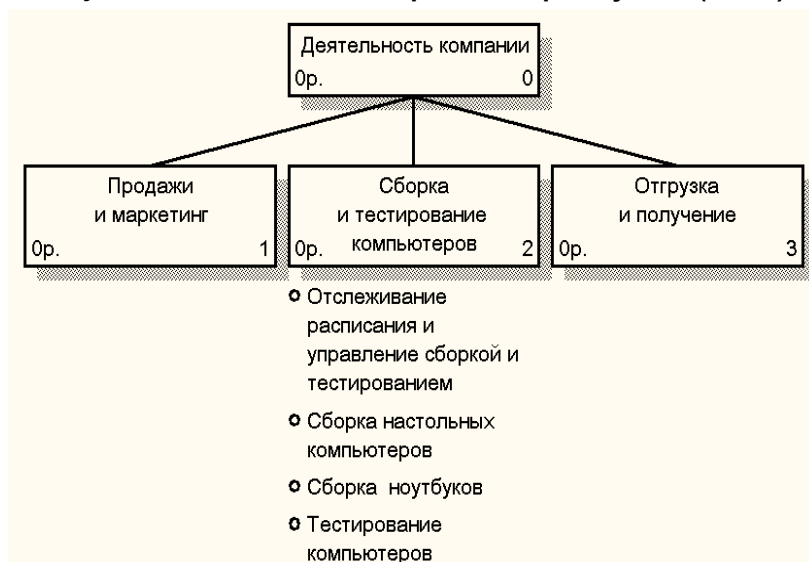 Деятельность компании
0р. 0
Продажи
и маркетинг
0р. 1
Сборка
и тестирование
компьютеров
0р. 2
Отгрузка
и получение
0р. 3
Отслеживание
расписания и
управление сборкой и
тестированием
Сборка настольных
компьютеров
Сборка ноутбуков
Тестирование
компьютеров